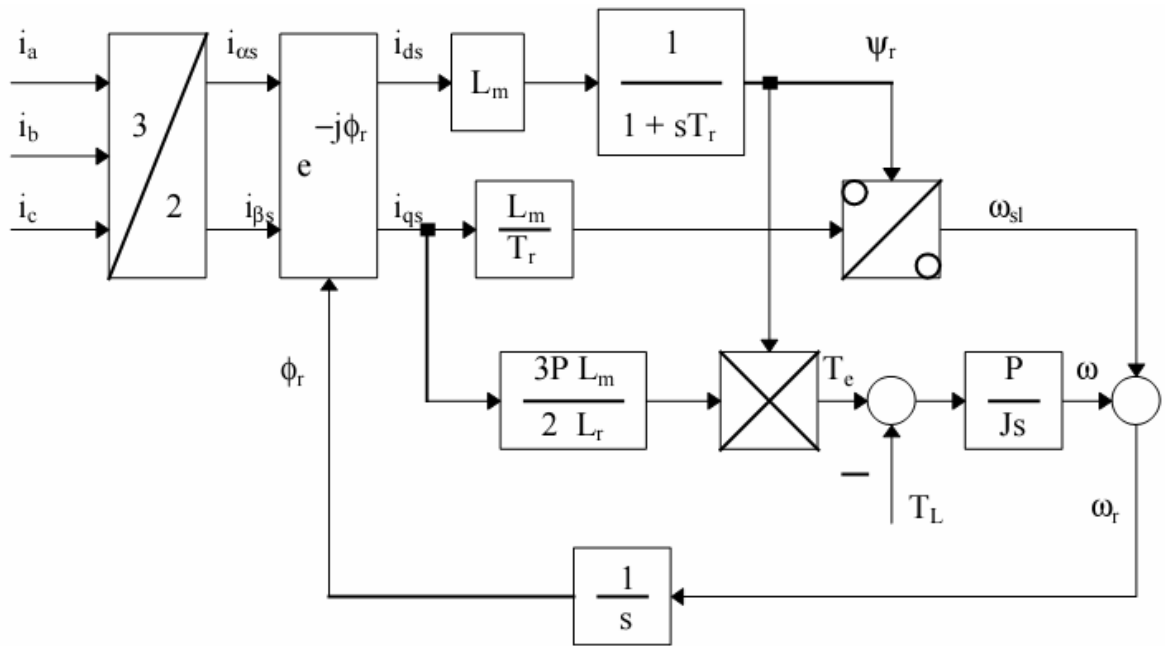 i_a
i_b
i_c
3
2
i_αs
i_βs
e^−jϕ_r
i_ds
i_qs
L_m
1
1 + sT_r
ψ_r
L_m
T_r
ω_sl
ϕ_r
3P L_m
2 L_r
T_e
P
Js
ω
−
T_L
ω_r
1
s